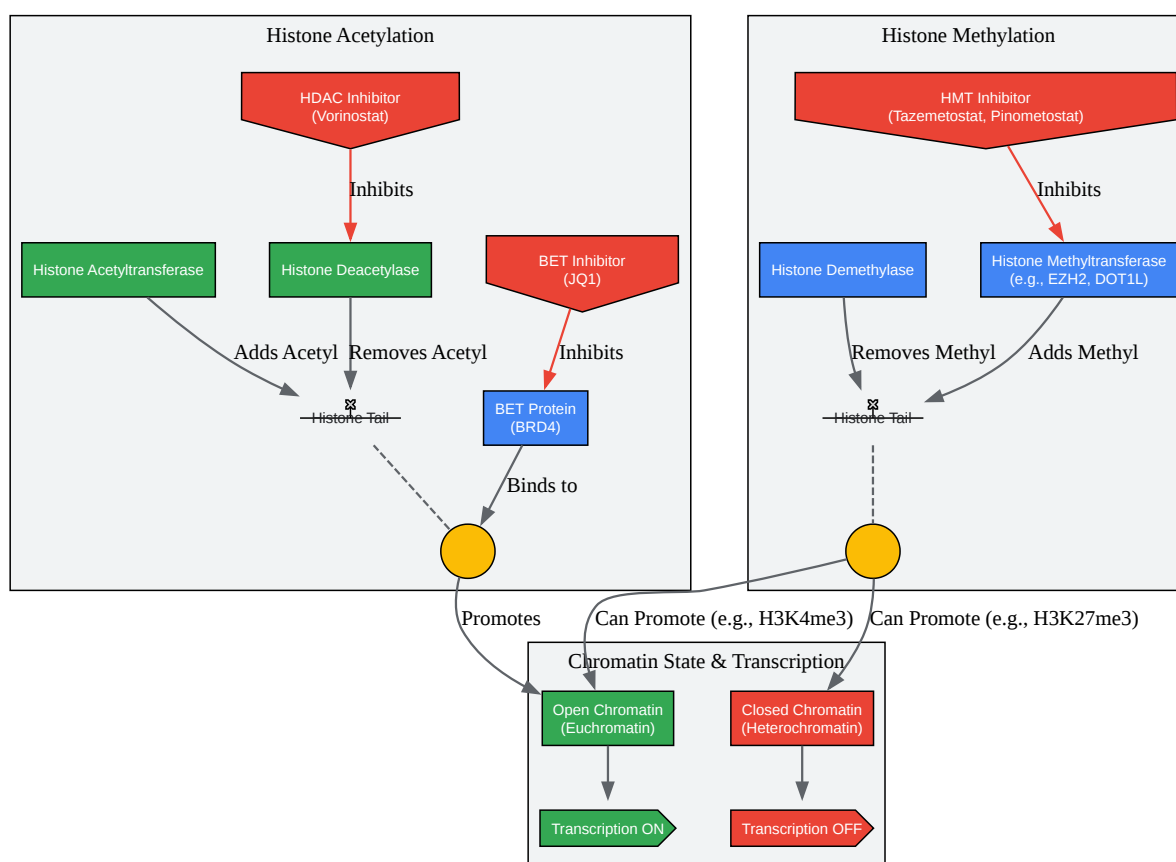 Histone Acetylation
Histone Methylation
HDAC Inhibitor
(Vorinostat)
HMT Inhibitor
(Tazemetostat, Pinometostat)
Inhibits
Inhibits
Histone Acetyltransferase
Histone Deacetylase
BET Inhibitor
(JQ1)
Histone Demethylase
Histone Methyltransferase
(e.g., EZH2, DOT1L)
Adds Acetyl
Removes Acetyl
Inhibits
Removes Methyl
Adds Methyl
Histone Tail
BET Protein
(BRD4)
Histone Tail
Binds to
Promotes
Can Promote (e.g., H3K4me3)
Can Promote (e.g., H3K27me3)
Chromatin State & Transcription
Open Chromatin
(Euchromatin)
Closed Chromatin
(Heterochromatin)
Transcription ON
Transcription OFF